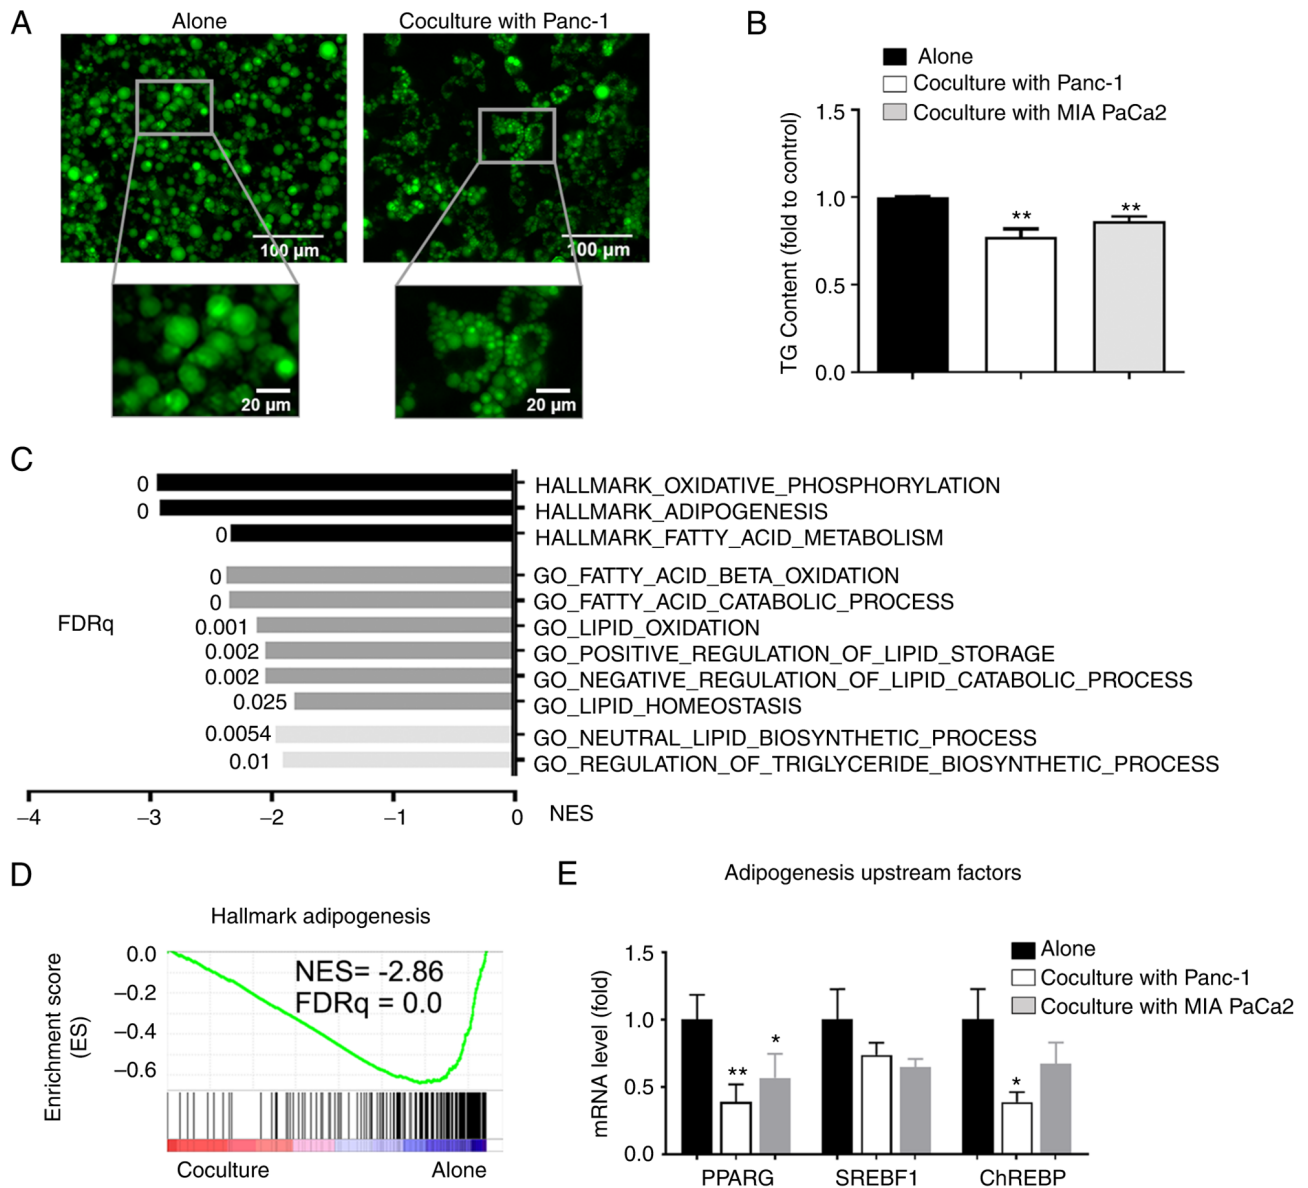 A
Alone
Coculture with Panc-1
100 µm
100 µm
20 µm
20 µm
B
Alone
Coculture with Panc-1
Coculture with MIA PaCa2
TG Content (fold to control)
1.5
1.0
0.5
0.0
**
**
C
FDRq
0 HALLMARK_OXIDATIVE_PHOSPHORYLATION
0 HALLMARK_ADIPOGENESIS
0 HALLMARK_FATTY_ACID_METABOLISM
0 GO_FATTY_ACID_BETA_OXIDATION
0 GO_FATTY_ACID_CATABOLIC_PROCESS
0.001 GO_LIPID_OXIDATION
0.002 GO_POSITIVE_REGULATION_OF_LIPID_STORAGE
0.002 GO_NEGATIVE_REGULATION_OF_LIPID_CATABOLIC_PROCESS
0.025 GO_LIPID_HOMEOSTASIS
0.0054 GO_NEUTRAL_LIPID_BIOSYNTHETIC_PROCESS
0.01 GO_REGULATION_OF_TRIGLYCERIDE_BIOSYNTHETIC_PROCESS
–4 –3 –2 –1 0 NES
D
Hallmark adipogenesis
Enrichment score
(ES)
0.0
–0.2
–0.4
–0.6
NES= -2.86
FDRq = 0.0
Coculture Alone
E
Adipogenesis upstream factors
Alone
Coculture with Panc-1
Coculture with MIA PaCa2
mRNA level (fold)
1.5
1.0
0.5
0.0
**
*
*
PPARG SREBF1 ChREBP